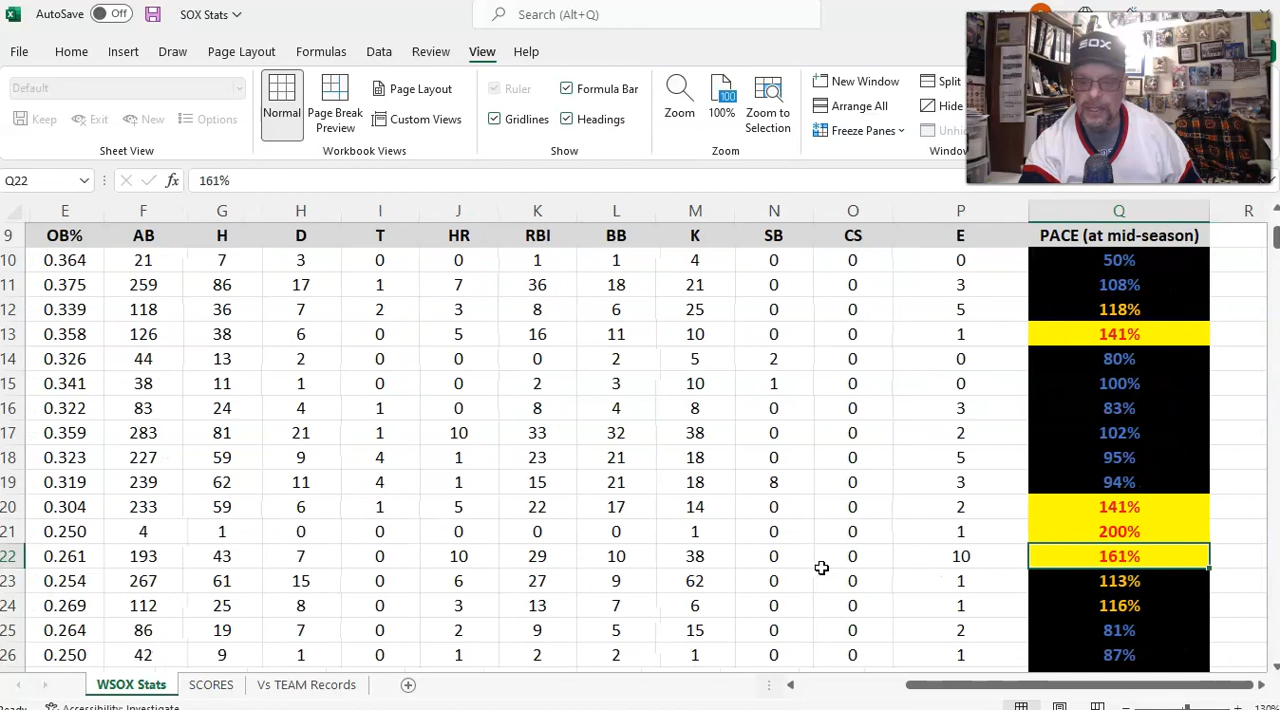 AutoSave Off SOX Stats Search (Alt+Q)
File Home Insert Draw Page Layout Formulas Data Review View Help
Default
Keep Exit New Options
Sheet View
Normal
Page Break
Preview
Page Layout
Custom Views
Workbook Views
Ruler Formula Bar
Gridlines Headings
Show
Zoom 100% Zoom to
Selection
Zoom
New Window Split
Arrange All Hide
Freeze Panes
SOX
Q22 fx 161%
E F G H I J K L M N O P Q R
9 OB% AB H D T HR RBI BB K SB CS E PACE (at mid-season)
10 0.364 21 7 3 0 0 1 1 4 0 0 0 50%
11 0.375 259 86 17 1 7 36 18 21 0 0 3 108%
12 0.339 118 36 7 2 3 8 6 25 0 0 5 118%
13 0.358 126 38 6 0 5 16 11 10 0 0 1 141%
14 0.326 44 13 2 0 0 0 2 5 2 0 0 80%
15 0.341 38 11 1 0 0 2 3 10 1 0 0 100%
16 0.322 83 24 4 1 0 8 4 8 0 0 3 83%
17 0.359 283 81 21 1 10 33 32 38 0 0 2 102%
18 0.323 227 59 9 4 1 23 21 18 0 0 5 95%
19 0.319 239 62 11 4 1 15 21 18 8 0 3 94%
20 0.304 233 59 6 1 5 22 17 14 0 0 2 141%
21 0.250 4 1 0 0 0 0 0 1 0 0 1 200%
22 0.261 193 43 7 0 10 29 10 38 0 0 10 161%
23 0.254 267 61 15 0 6 27 9 62 0 0 1 113%
24 0.269 112 25 8 0 3 13 7 6 0 0 1 116%
25 0.264 86 19 7 0 2 9 5 15 0 0 2 81%
26 0.250 42 9 1 0 1 2 2 1 0 0 1 87%
WSOX Stats SCORES Vs TEAM Records
Accessibility: Investigate 130%